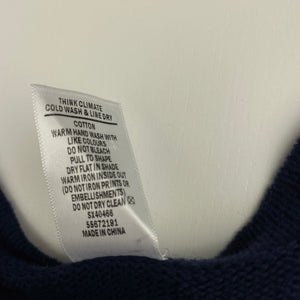 THINK CLIMATE
COLD WASH & LINE DRY
COTTON
WARM HAND WASH WITH
LIKE COLOURS
DO NOT BLEACH
PULL TO SHAPE
DRY FLAT IN SHADE
WARM IRON INSIDE OUT
(DO NOT IRON PRINTS OR
EMBELLISHMENTS)
DO NOT DRY CLEAN
SX40466
55672191
MADE IN CHINA